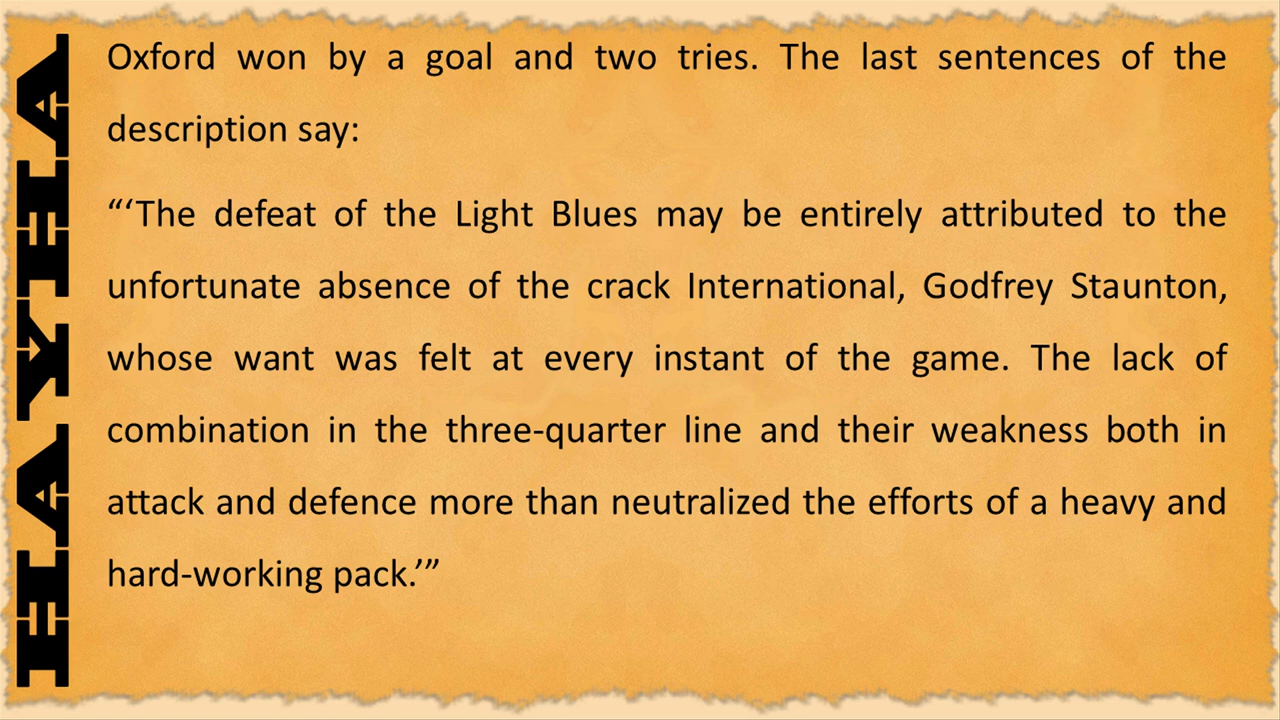 HAYHA
Oxford won by a goal and two tries. The last sentences of the
description say:
“‘The defeat of the Light Blues may be entirely attributed to the
unfortunate absence of the crack International, Godfrey Staunton,
whose want was felt at every instant of the game. The lack of
combination in the three-quarter line and their weakness both in
attack and defence more than neutralized the efforts of a heavy and
hard-working pack.’”